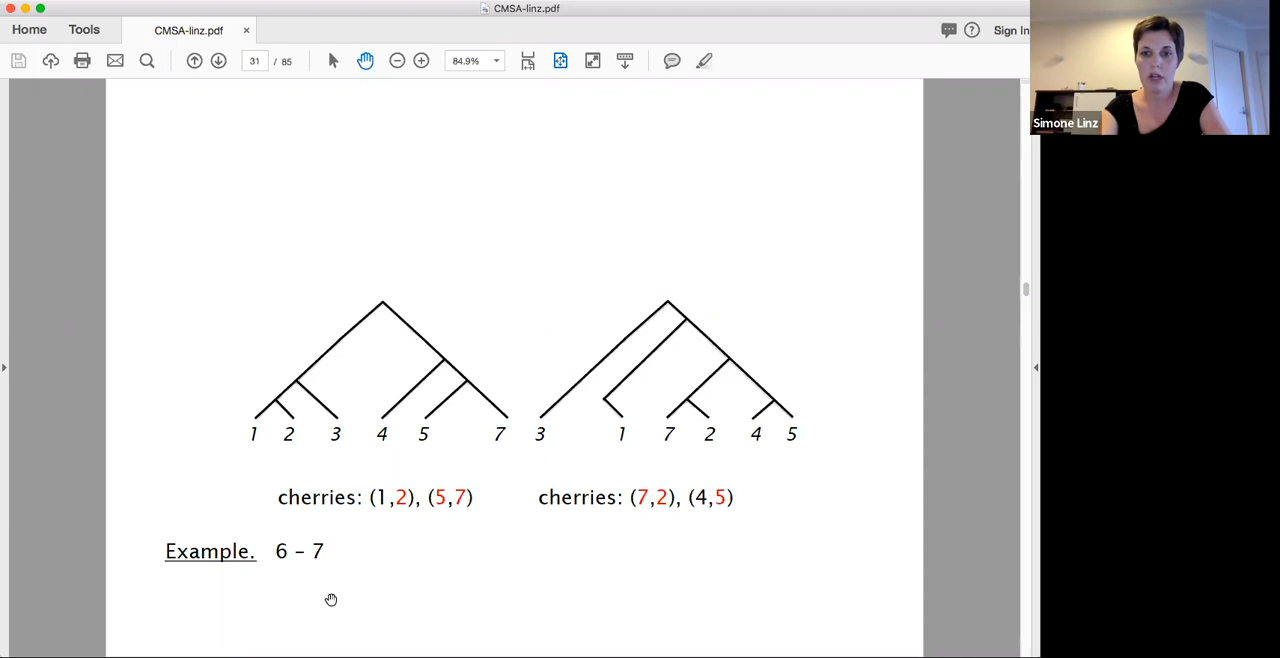 CMSA-linz.pdf
Home Tools CMSA-linz.pdf × Sign In
31 / 85 84.9%
Simone Linz
1 2 3 4 5 7 3 1 7 2 4 5
cherries: (1,2), (5,7) cherries: (7,2), (4,5)
Example. 6 – 7